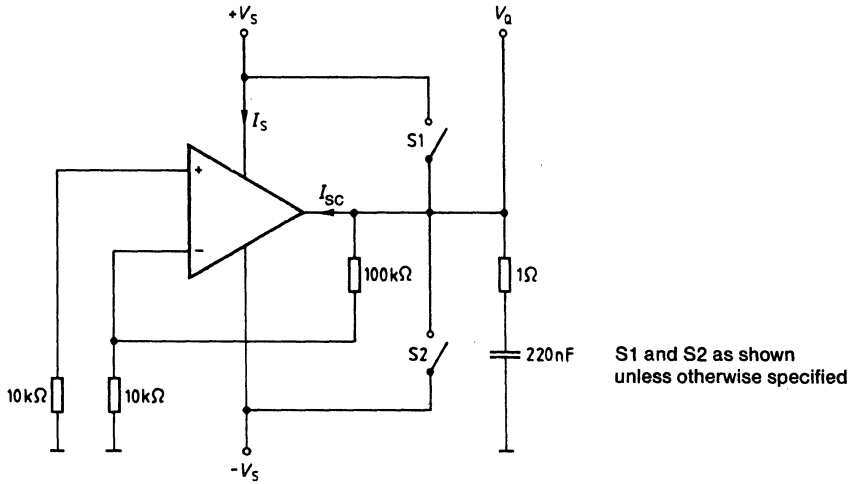 +V_S
V_Q
I_S
S1
+
I_SC
-
100kΩ
1Ω
S2
220nF
S1 and S2 as shown
unless otherwise specified
10kΩ
10kΩ
-V_S